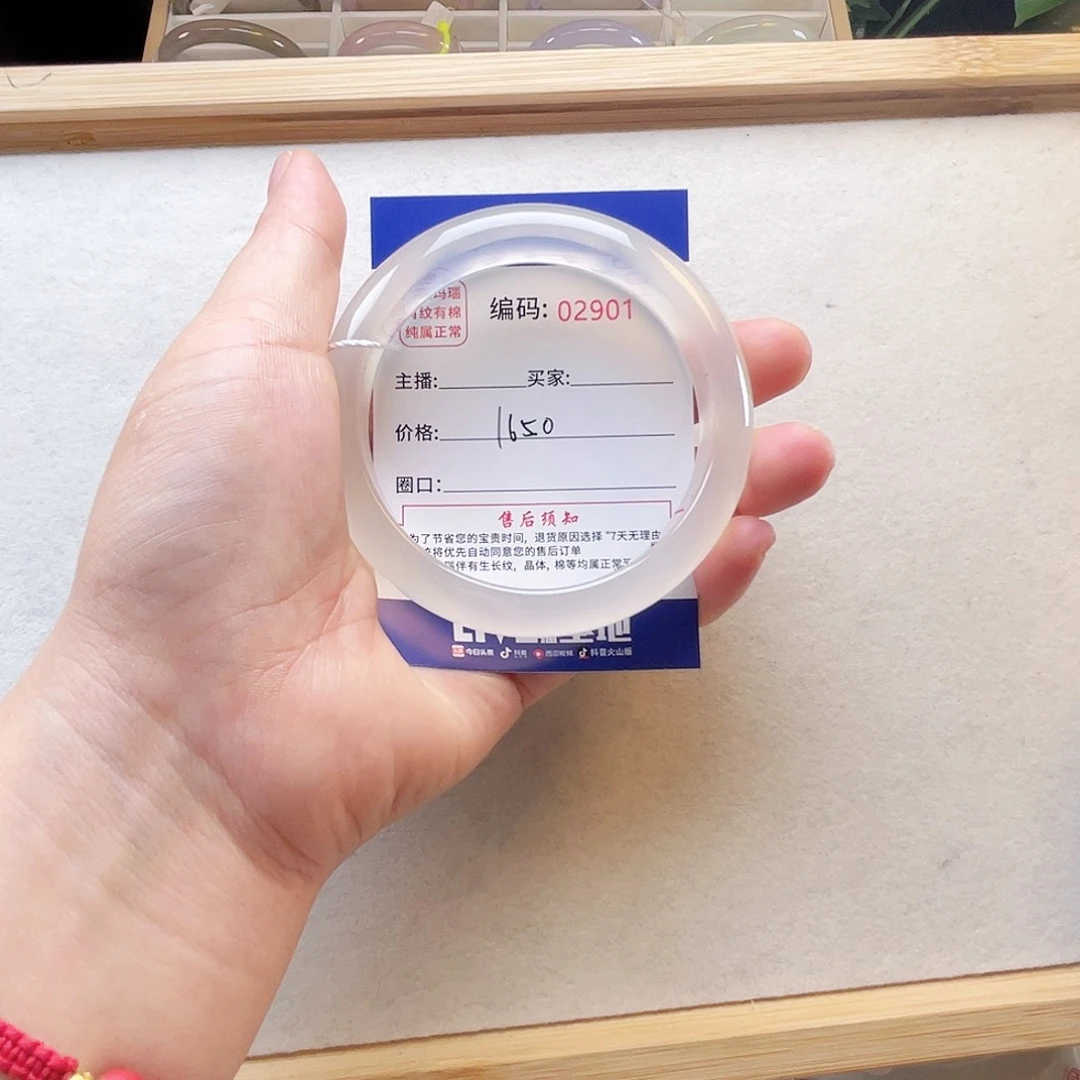 玛瑙
纹有棉
纯属正常
编码: 02901
主播: 买家:
价格: 1650
圈口:
售后须知
为了节省您的宝贵时间, 退货原因选择 "7天无理由
将优先自动同意您的售后订单
伴有生长纹, 晶体, 棉等均属正常
今日头条 抖音 西瓜视频 抖音火山版